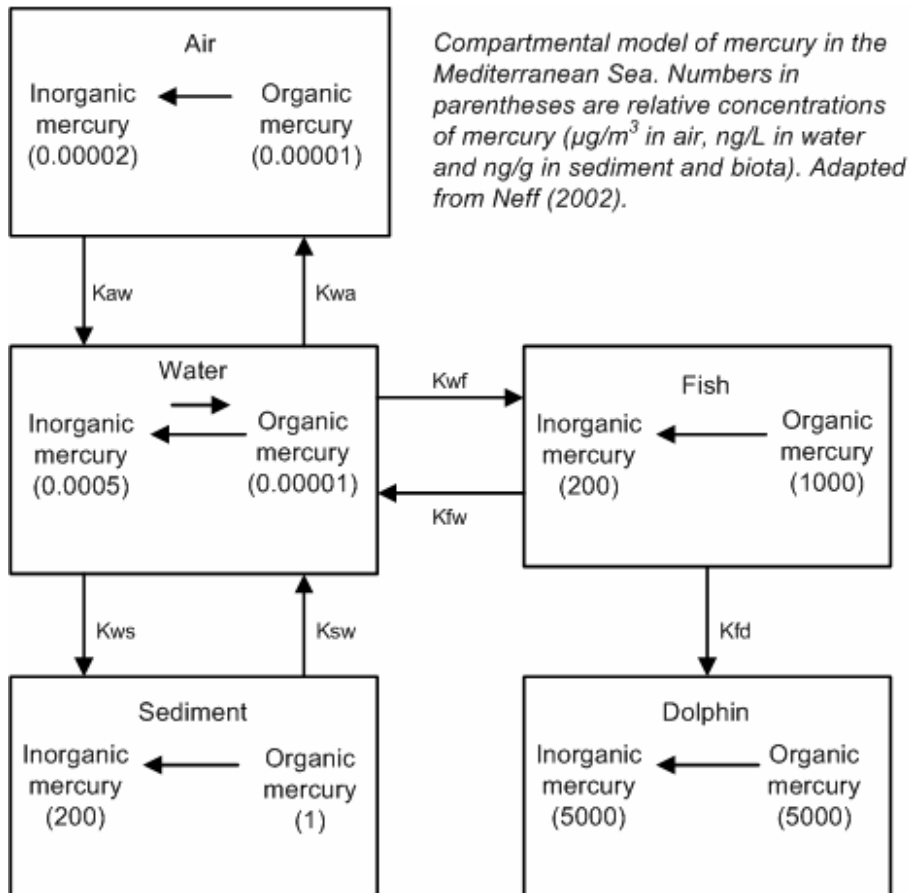 Air
Inorganic mercury (0.00002)
Organic mercury (0.00001)
Compartmental model of mercury in the
Mediterranean Sea. Numbers in
parentheses are relative concentrations
of mercury (µg/m³ in air, ng/L in water
and ng/g in sediment and biota). Adapted
from Neff (2002).
Kaw
Kwa
Water
Inorganic mercury (0.0005)
Organic mercury (0.00001)
Kwf
Kfw
Fish
Inorganic mercury (200)
Organic mercury (1000)
Kws
Ksw
Kfd
Sediment
Inorganic mercury (200)
Organic mercury (1)
Dolphin
Inorganic mercury (5000)
Organic mercury (5000)